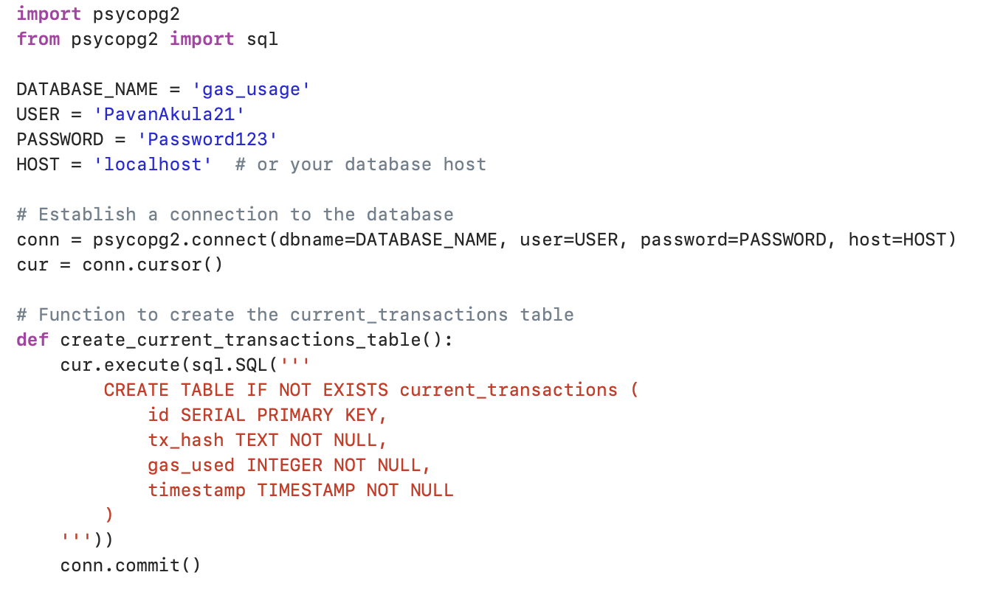 import psycopg2
from psycopg2 import sql

DATABASE_NAME = 'gas_usage'
USER = 'PavanAkula21'
PASSWORD = 'Password123'
HOST = 'localhost'  # or your database host

# Establish a connection to the database
conn = psycopg2.connect(dbname=DATABASE_NAME, user=USER, password=PASSWORD, host=HOST)
cur = conn.cursor()

# Function to create the current_transactions table
def create_current_transactions_table():
    cur.execute(sql.SQL('''
        CREATE TABLE IF NOT EXISTS current_transactions (
            id SERIAL PRIMARY KEY,
            tx_hash TEXT NOT NULL,
            gas_used INTEGER NOT NULL,
            timestamp TIMESTAMP NOT NULL
        )
    '''))
    conn.commit()